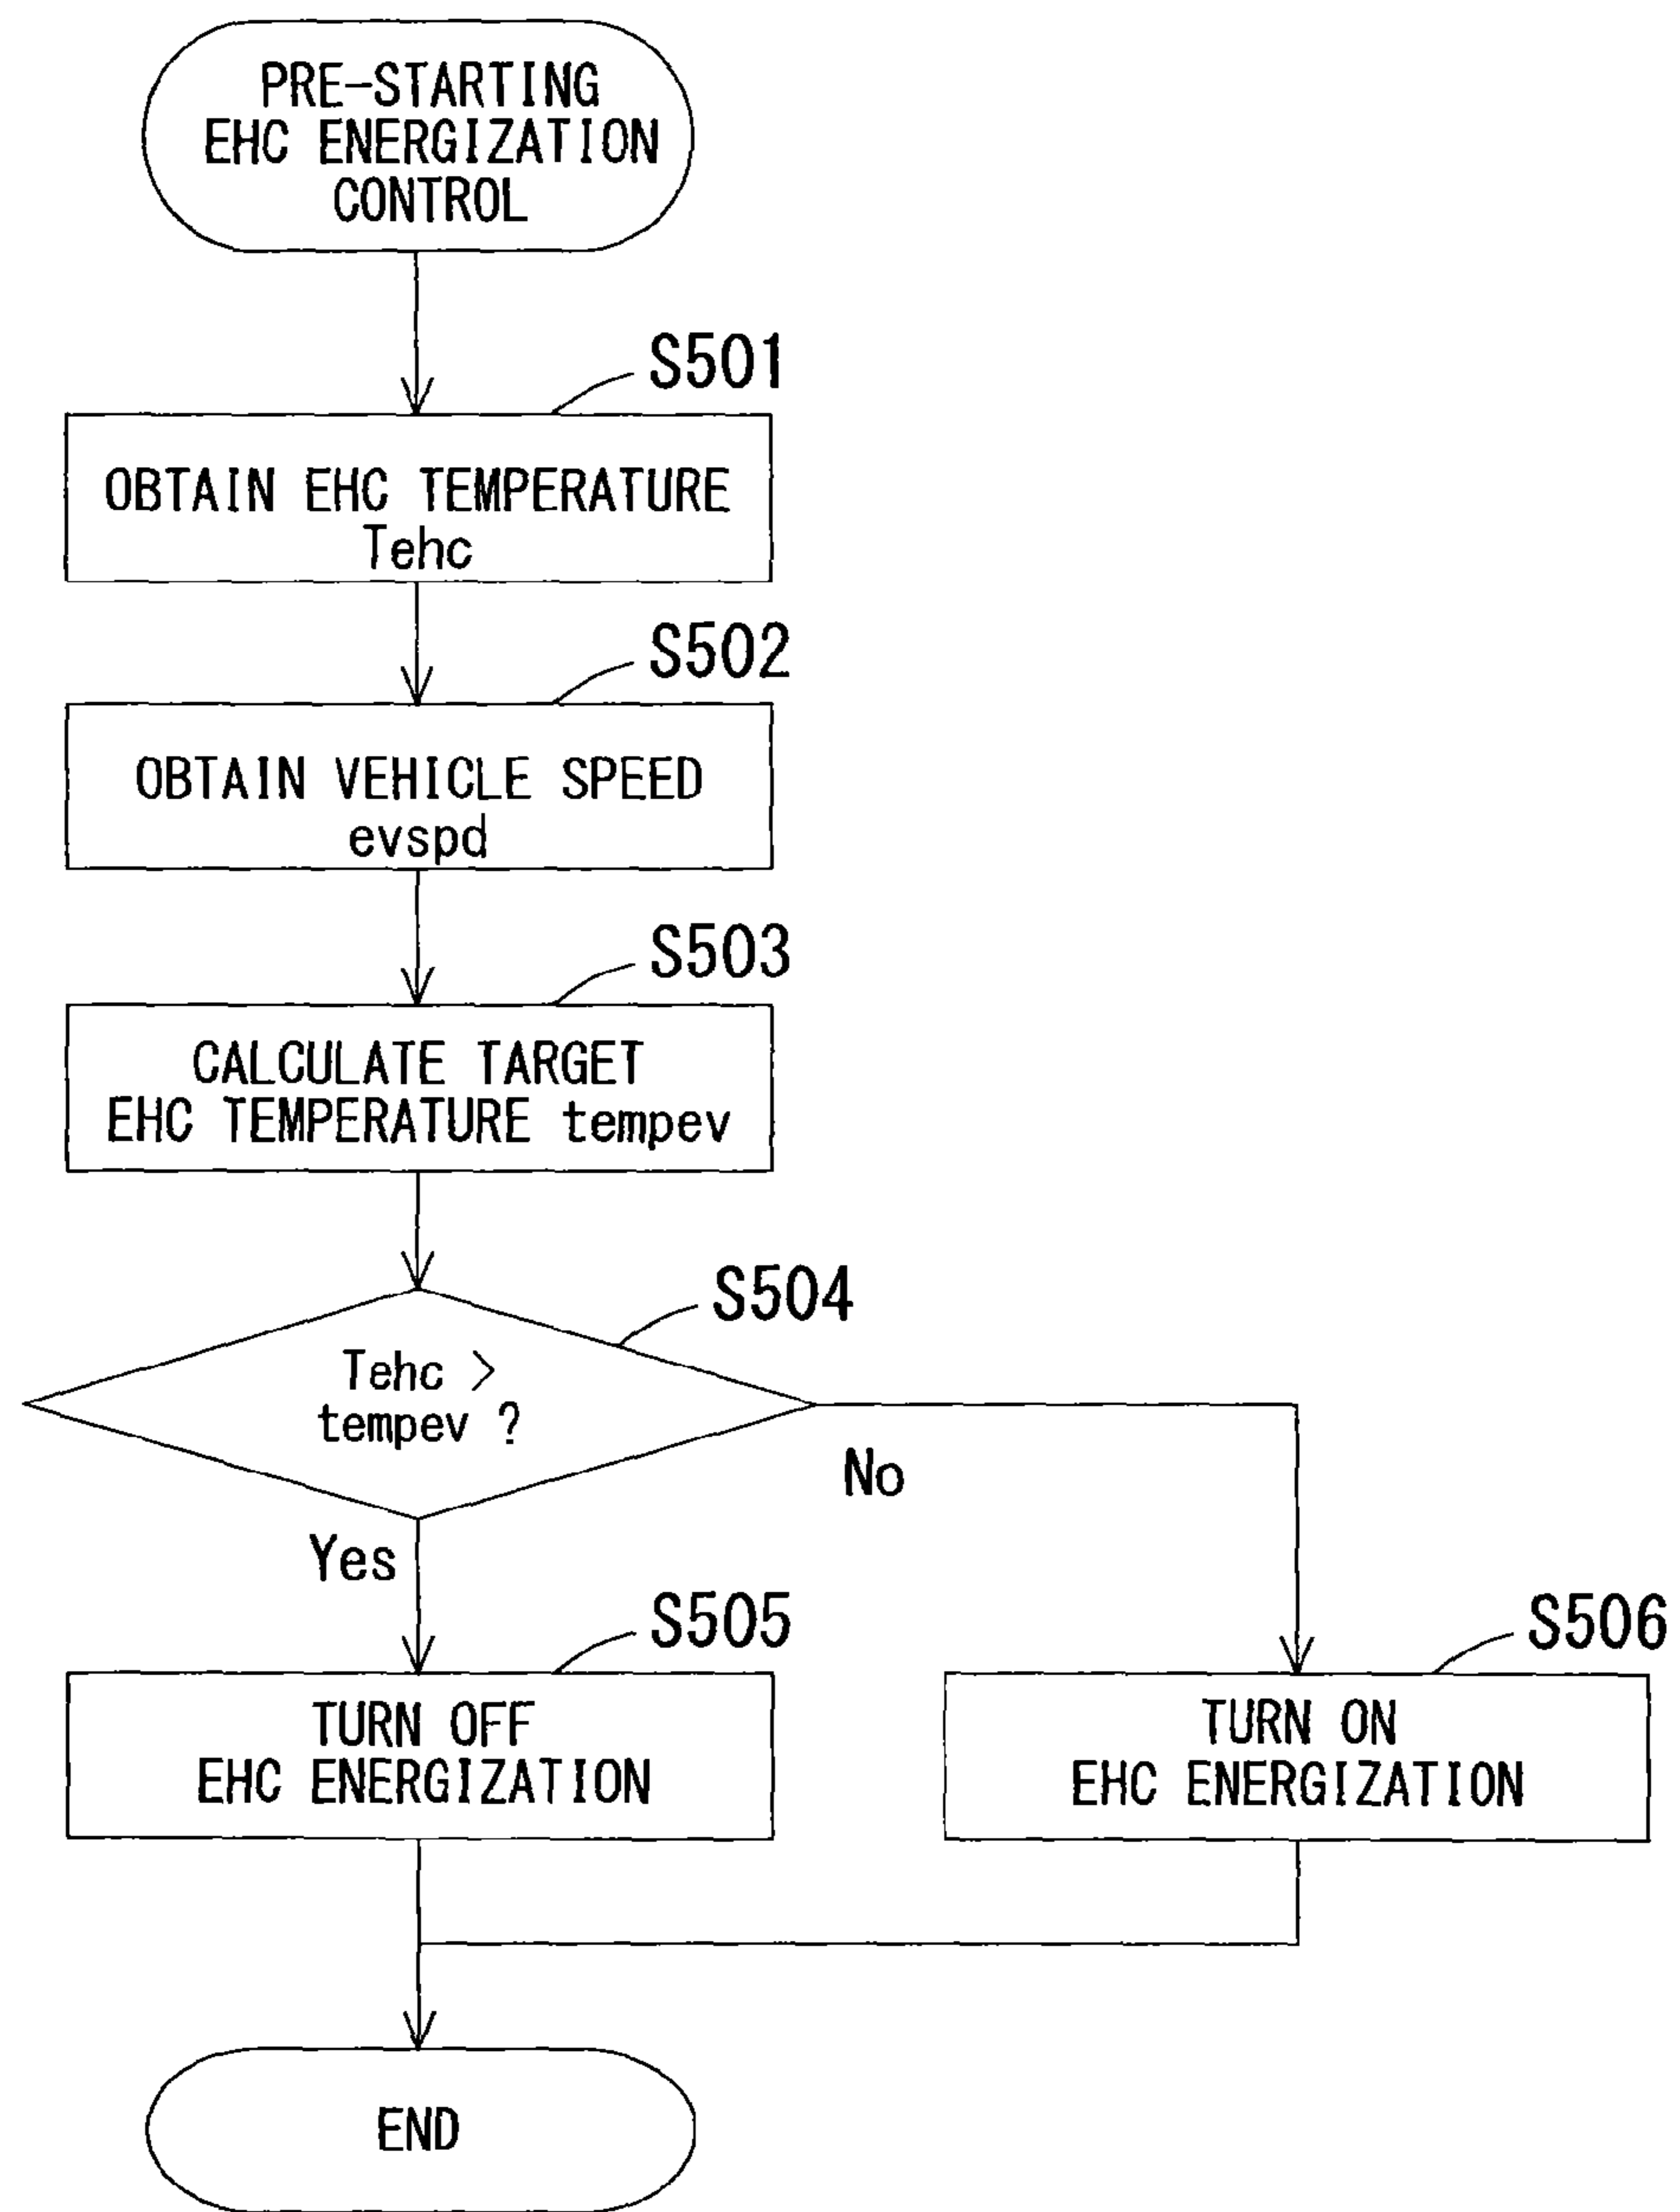 PRE-STARTING
EHC ENERGIZATION
CONTROL
S501
OBTAIN EHC TEMPERATURE
Tehc
S502
OBTAIN VEHICLE SPEED
evspd
S503
CALCULATE TARGET
EHC TEMPERATURE tempev
S504
Tehc >
tempev ?
No
Yes
S505
TURN OFF
EHC ENERGIZATION
S506
TURN ON
EHC ENERGIZATION
END